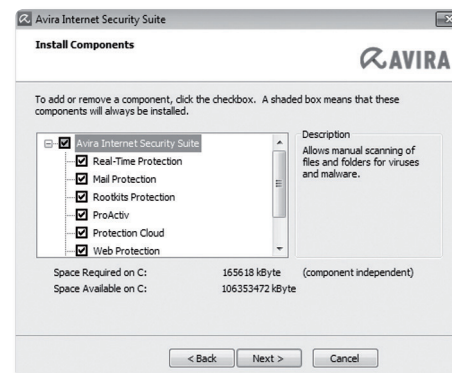 Avira Internet Security Suite
Install Components
AVIRA
To add or remove a component, click the checkbox. A shaded box means that these
components will always be installed.
Avira Internet Security Suite
Real-Time Protection
Mail Protection
Rootkits Protection
ProActiv
Protection Cloud
Web Protection
Description
Allows manual scanning of
files and folders for viruses
and malware.
Space Required on C: 165618 kByte (component independent)
Space Available on C: 106353472 kByte
< Back Next > Cancel